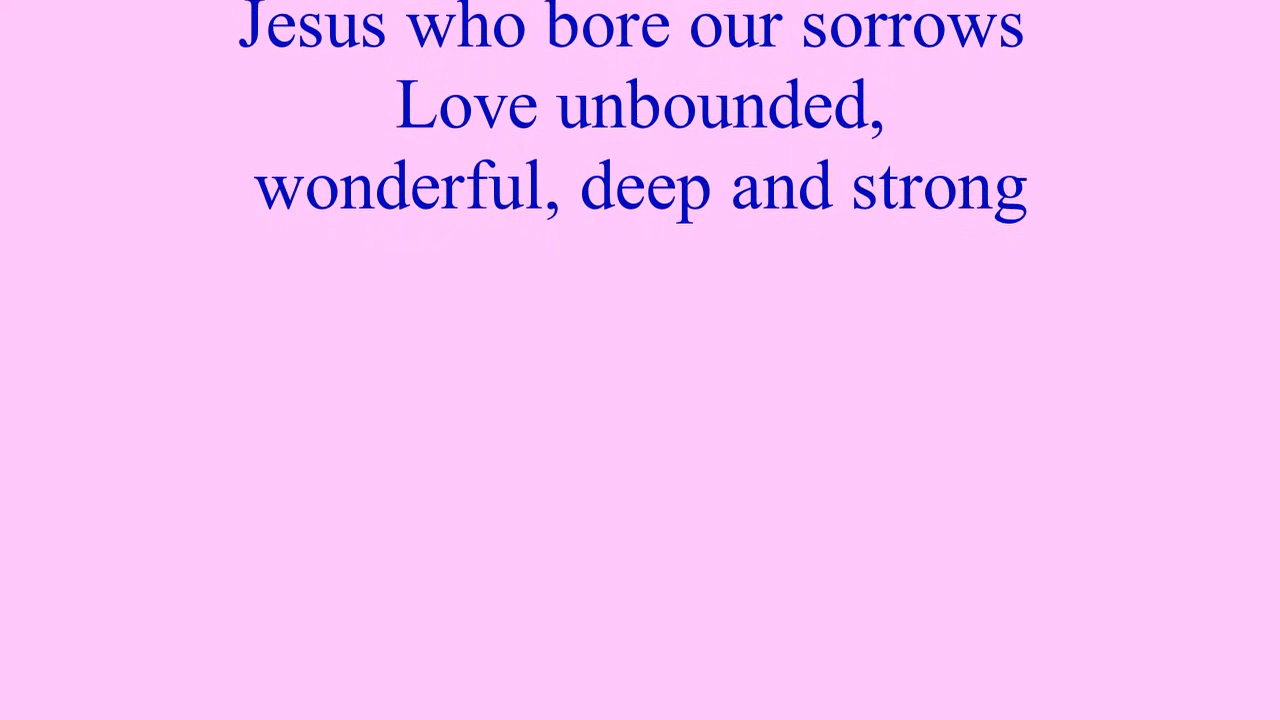 Jesus who bore our sorrows
Love unbounded,
wonderful, deep and strong